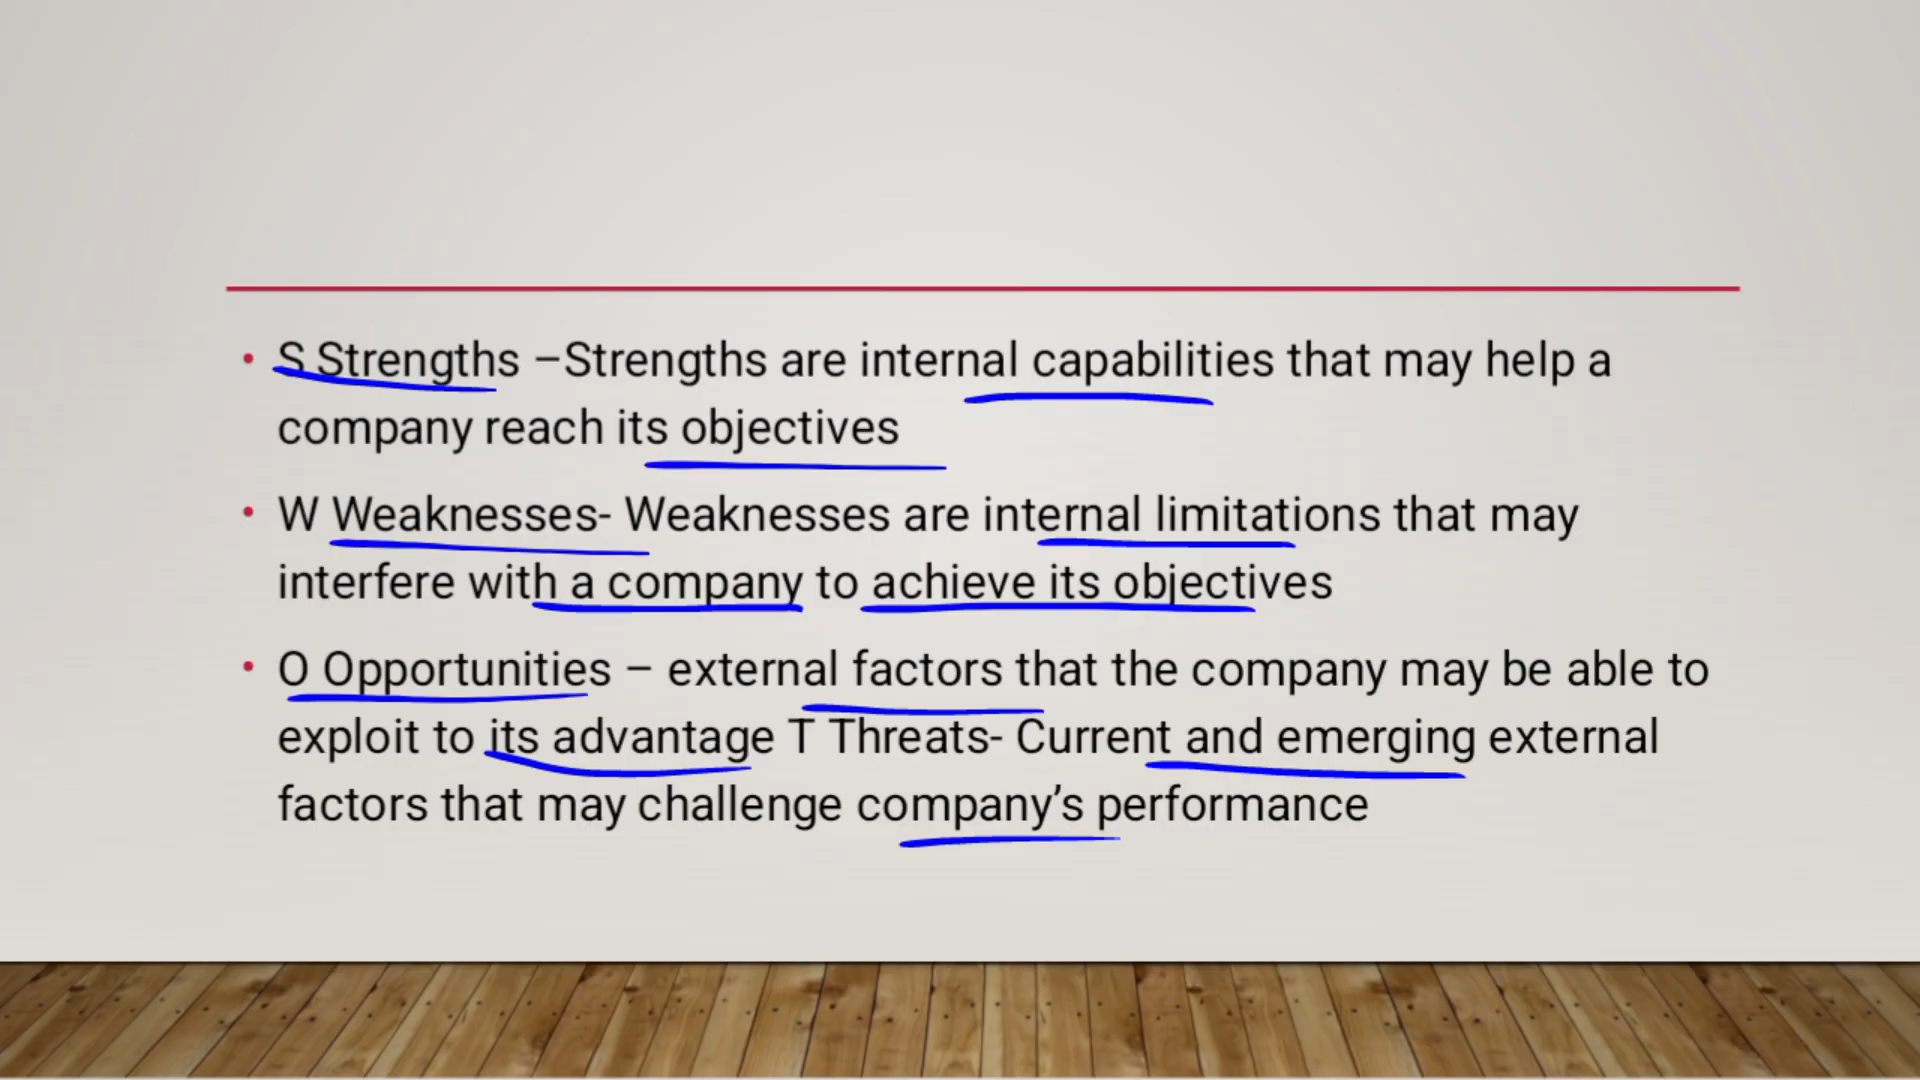 • S Strengths –Strengths are internal capabilities that may help a
company reach its objectives
• W Weaknesses- Weaknesses are internal limitations that may
interfere with a company to achieve its objectives
• O Opportunities – external factors that the company may be able to
exploit to its advantage T Threats- Current and emerging external
factors that may challenge company’s performance